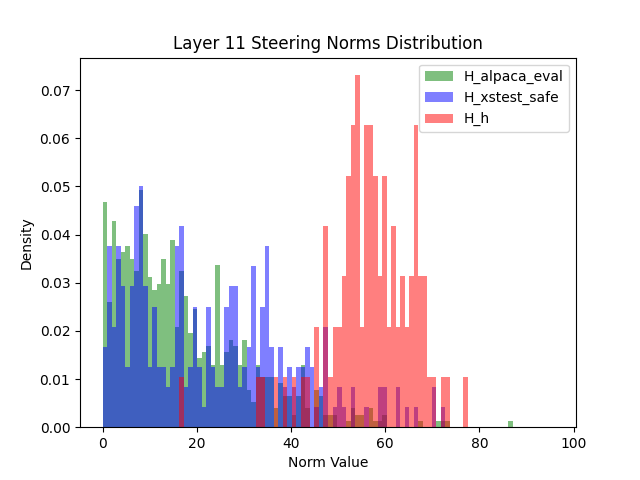 Layer 11 Steering Norms Distribution
H_alpaca_eval
H_xstest_safe
H_h
0.07
0.06
0.05
0.04
0.03
0.02
0.01
0.00
Density
0 20 40 60 80 100
Norm Value